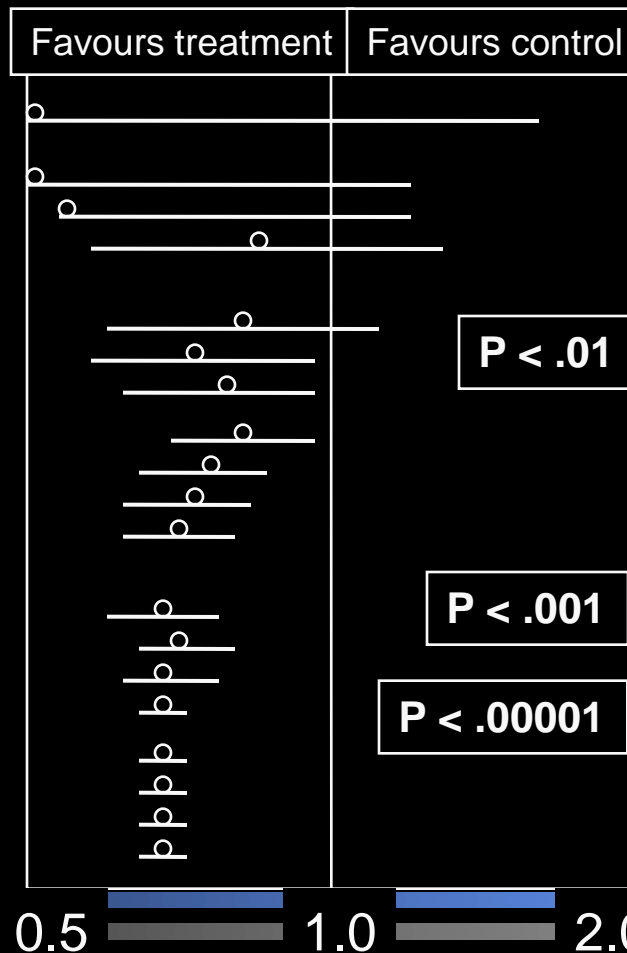 Favours treatment Favours control
P < .01
P < .001
P < .00001
0.5 1.0